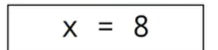 x = 8